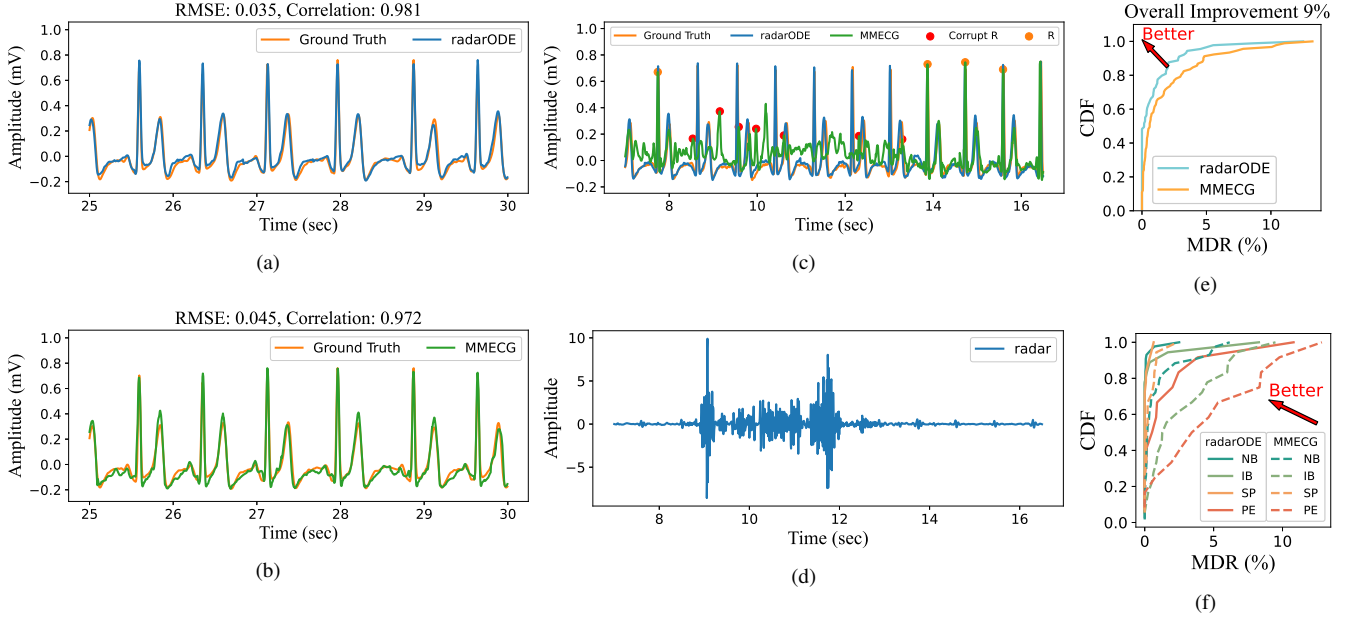 RMSE: 0.035, Correlation: 0.981
Ground Truth radarODE
Amplitude (mV)
1.0
0.8
0.6
0.4
0.2
0.0
−0.2
25 26 27 28 29 30
Time (sec)
(a)
Ground Truth radarODE MMECG Corrupt R R
Amplitude (mV)
1.0
0.8
0.6
0.4
0.2
0.0
−0.2
8 10 12 14 16
Time (sec)
(c)
Overall Improvement 9%
Better
CDF
1.0
0.8
0.6
0.4
0.2
0.0
radarODE
MMECG
0 5 10
MDR (%)
(e)
RMSE: 0.045, Correlation: 0.972
Ground Truth MMECG
Amplitude (mV)
1.0
0.8
0.6
0.4
0.2
0.0
−0.2
25 26 27 28 29 30
Time (sec)
(b)
radar
Amplitude
10
5
0
−5
8 10 12 14 16
Time (sec)
(d)
Better
CDF
1.0
0.8
0.6
0.4
0.2
0.0
radarODE MMECG
NB NB
IB IB
SP SP
PE PE
0 5 10
MDR (%)
(f)